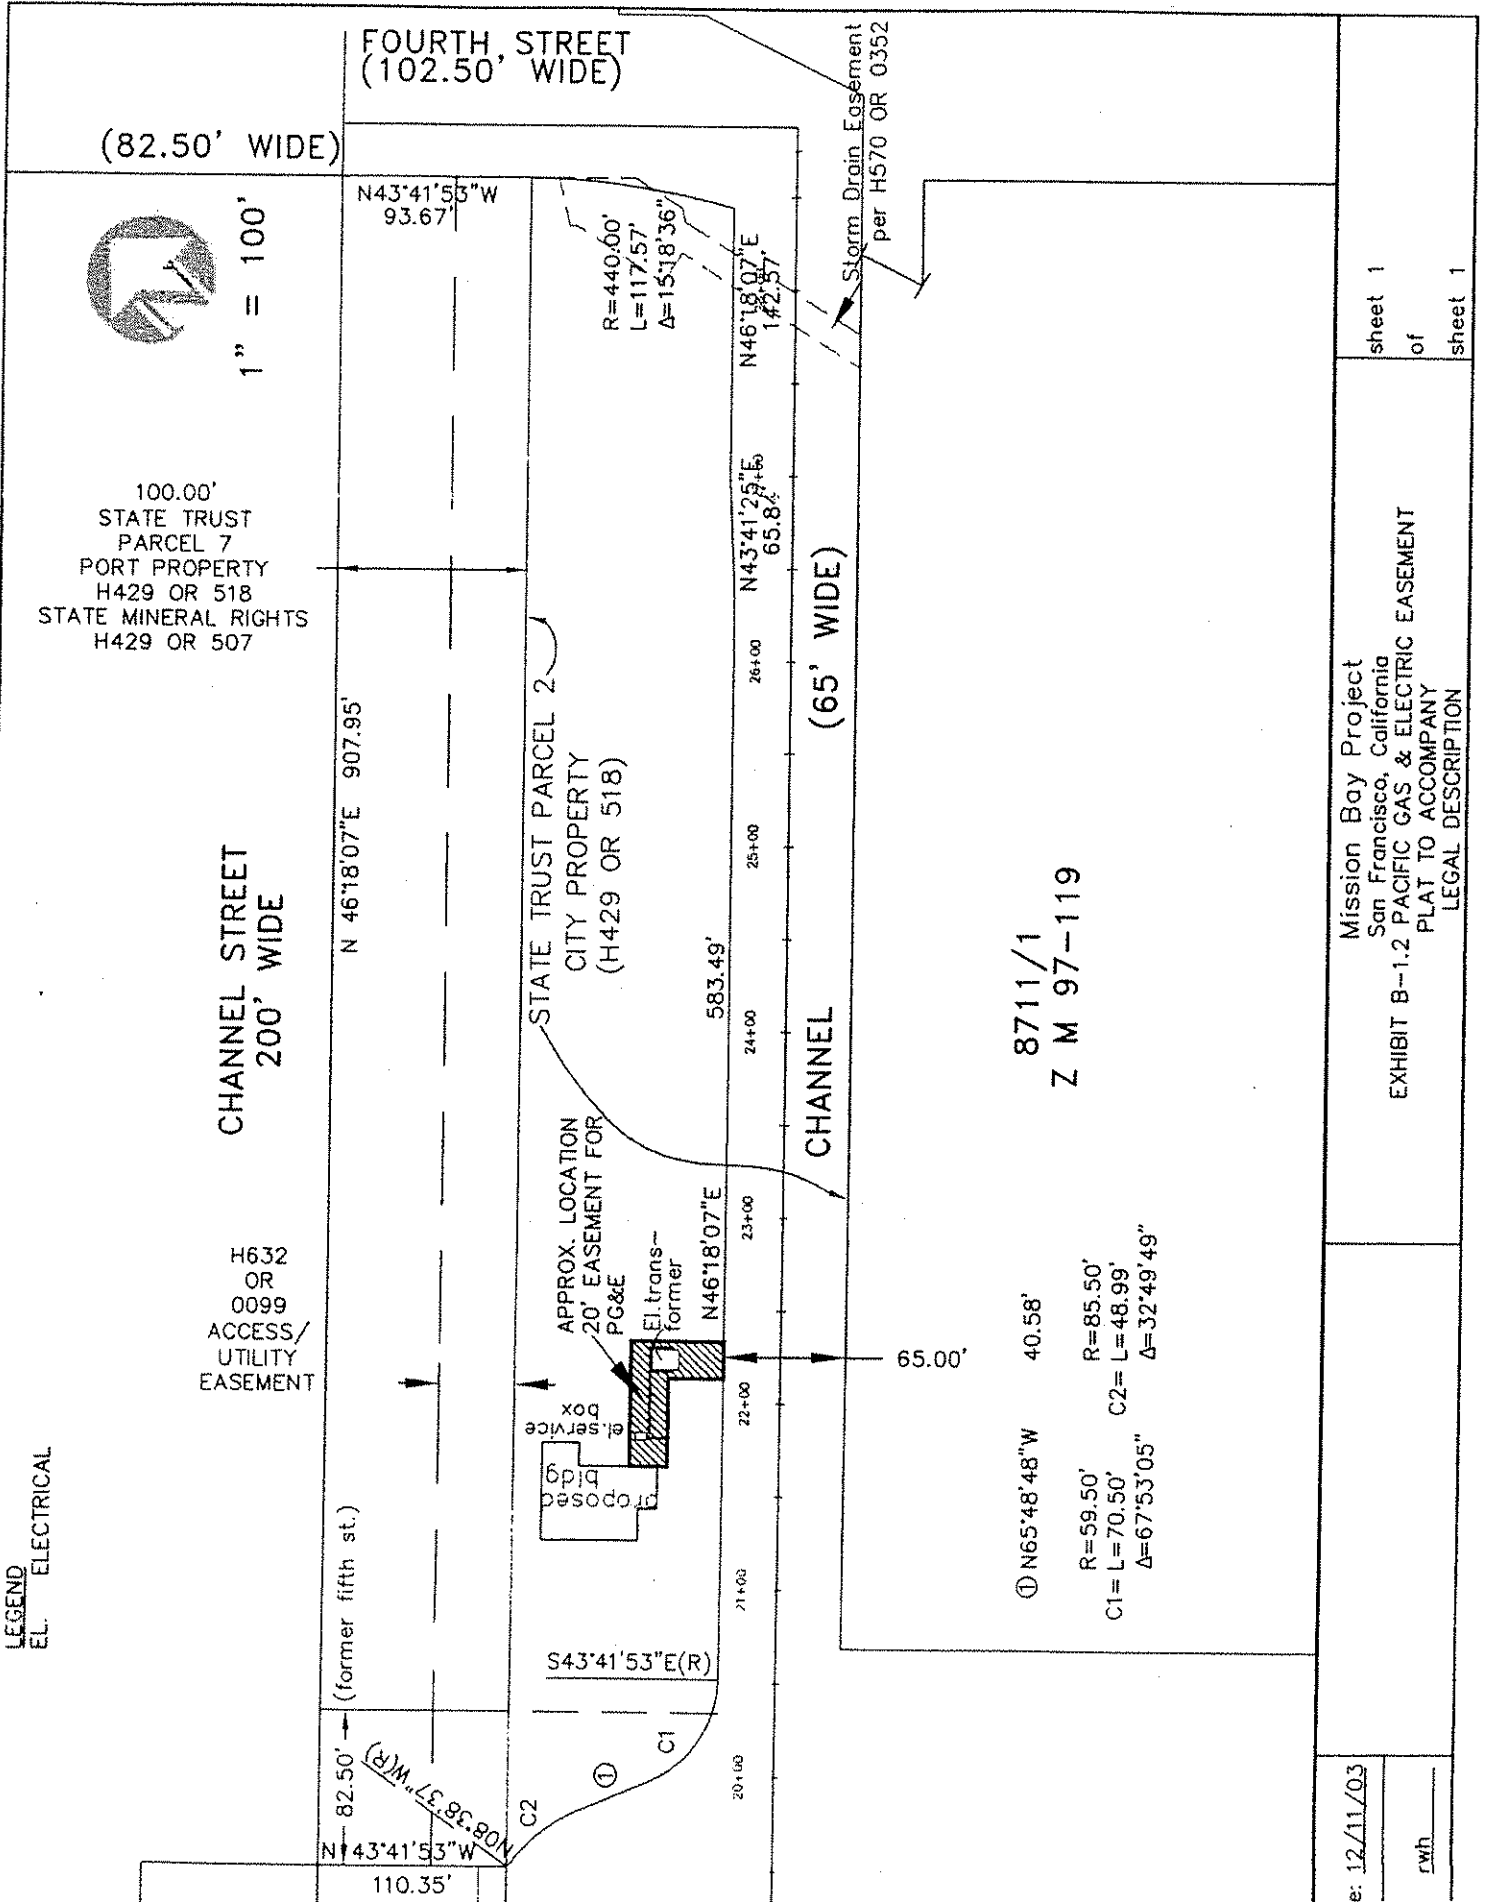 FOURTH STREET
(102.50' WIDE)
(82.50' WIDE)
Storm Drain Easement
per H570 OR 0352
N43°41'53"W
93.67'
1" = 100'
R=440.00'
L=117.57'
Δ=15°18'36"
N46°18'07"E
142.57'
100.00'
STATE TRUST
PARCEL 7
PORT PROPERTY
H429 OR 518
STATE MINERAL RIGHTS
H429 OR 507
N43°41'25"E
65.84'
(65' WIDE)
26+00
N 46°18'07"E 907.95'
STATE TRUST PARCEL 2
CITY PROPERTY
(H429 OR 518)
25+00
CHANNEL STREET
200' WIDE
583.49'
24+00
CHANNEL
8711/1
Z M 97-119
H632
OR
0099
ACCESS/
UTILITY
EASEMENT
APPROX. LOCATION
20' EASEMENT FOR
PG&E
El.trans-
former
N46°18'07"E
23+00
65.00'
22+00
el.service
box
proposed
bldg
21+00
LEGEND
EL. ELECTRICAL
(former fifth st.)
82.50'
S43°41'53"E(R)
N08°38'37"W(R)
C1
①
C2
20+00
N 43°41'53"W
110.35'
① N65°48'48"W 40.58'
R=59.50'
C1= L=70.50'
Δ=67°53'05"
R=85.50'
C2= L=48.99'
Δ=32°49'49"
sheet 1
of
sheet 1
Mission Bay Project
San Francisco, California
EXHIBIT B-1.2 PACIFIC GAS & ELECTRIC EASEMENT
PLAT TO ACCOMPANY
LEGAL DESCRIPTION
e: 12/11/03
rwh